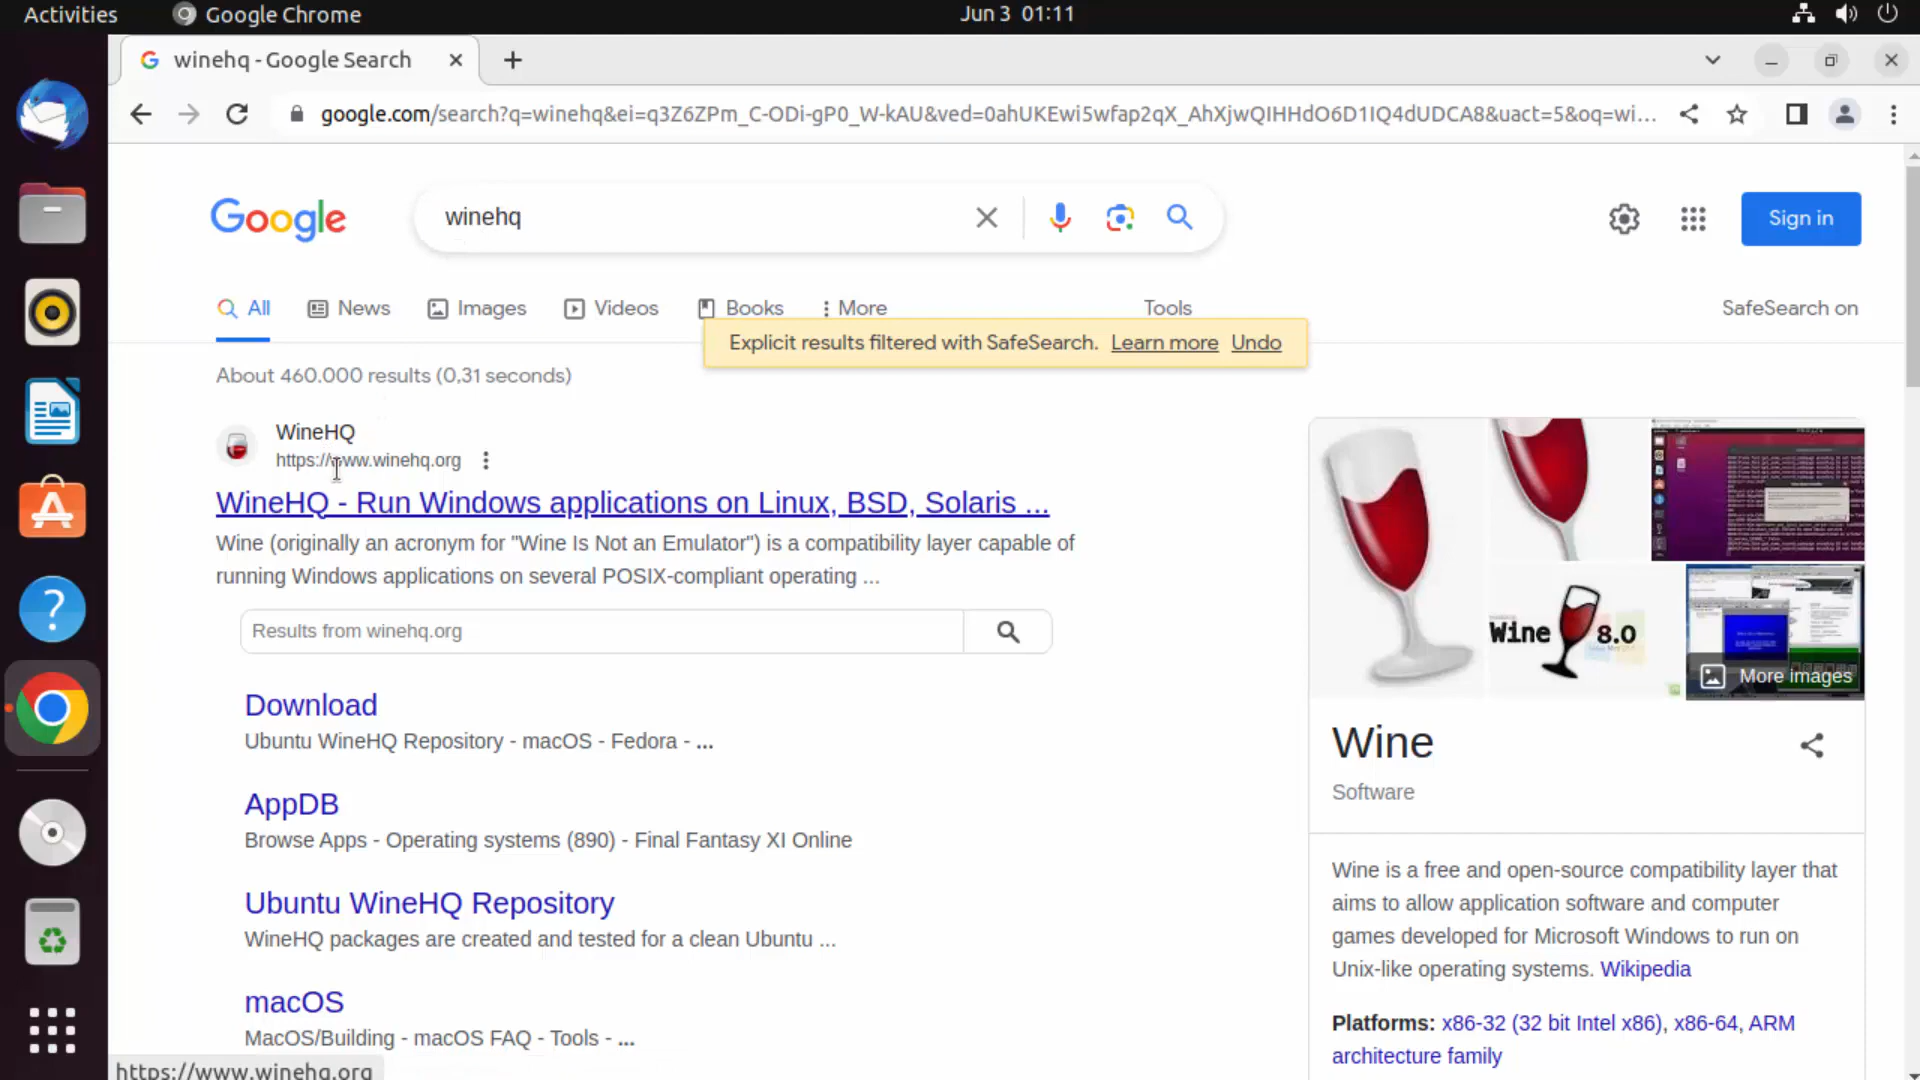 Activities
Google Chrome
Jun 3 01:11
winehq - Google Search
google.com/search?q=winehq&ei=q3Z6ZPm_C-ODi-gP0_W-kAU&ved=0ahUKEwi5wfap2qX_AhXjwQIHHdO6D1IQ4dUDCA8&uact=5&oq=wi...
Google
winehq
Sign in
All
News
Images
Videos
Books
More
Tools
SafeSearch on
Explicit results filtered with SafeSearch. Learn more Undo
About 460.000 results (0,31 seconds)
WineHQ
https://www.winehq.org
WineHQ - Run Windows applications on Linux, BSD, Solaris ...
Wine (originally an acronym for "Wine Is Not an Emulator") is a compatibility layer capable of
running Windows applications on several POSIX-compliant operating ...
Results from winehq.org
Download
Ubuntu WineHQ Repository - macOS - Fedora - ...
AppDB
Browse Apps - Operating systems (890) - Final Fantasy XI Online
Ubuntu WineHQ Repository
WineHQ packages are created and tested for a clean Ubuntu ...
macOS
MacOS/Building - macOS FAQ - Tools - ...
https://www.winehq.org
Wine 8.0
More images
Wine
Software
Wine is a free and open-source compatibility layer that
aims to allow application software and computer
games developed for Microsoft Windows to run on
Unix-like operating systems. Wikipedia
Platforms: x86-32 (32 bit Intel x86), x86-64, ARM
architecture family